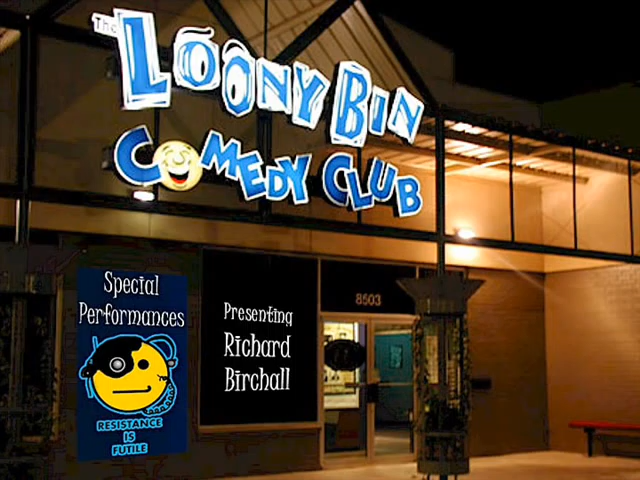 The
LOONY BIN
COMEDY CLUB
Special
Performances
RESISTANCE
IS
FUTILE
Presenting
Richard
Birchall
8503